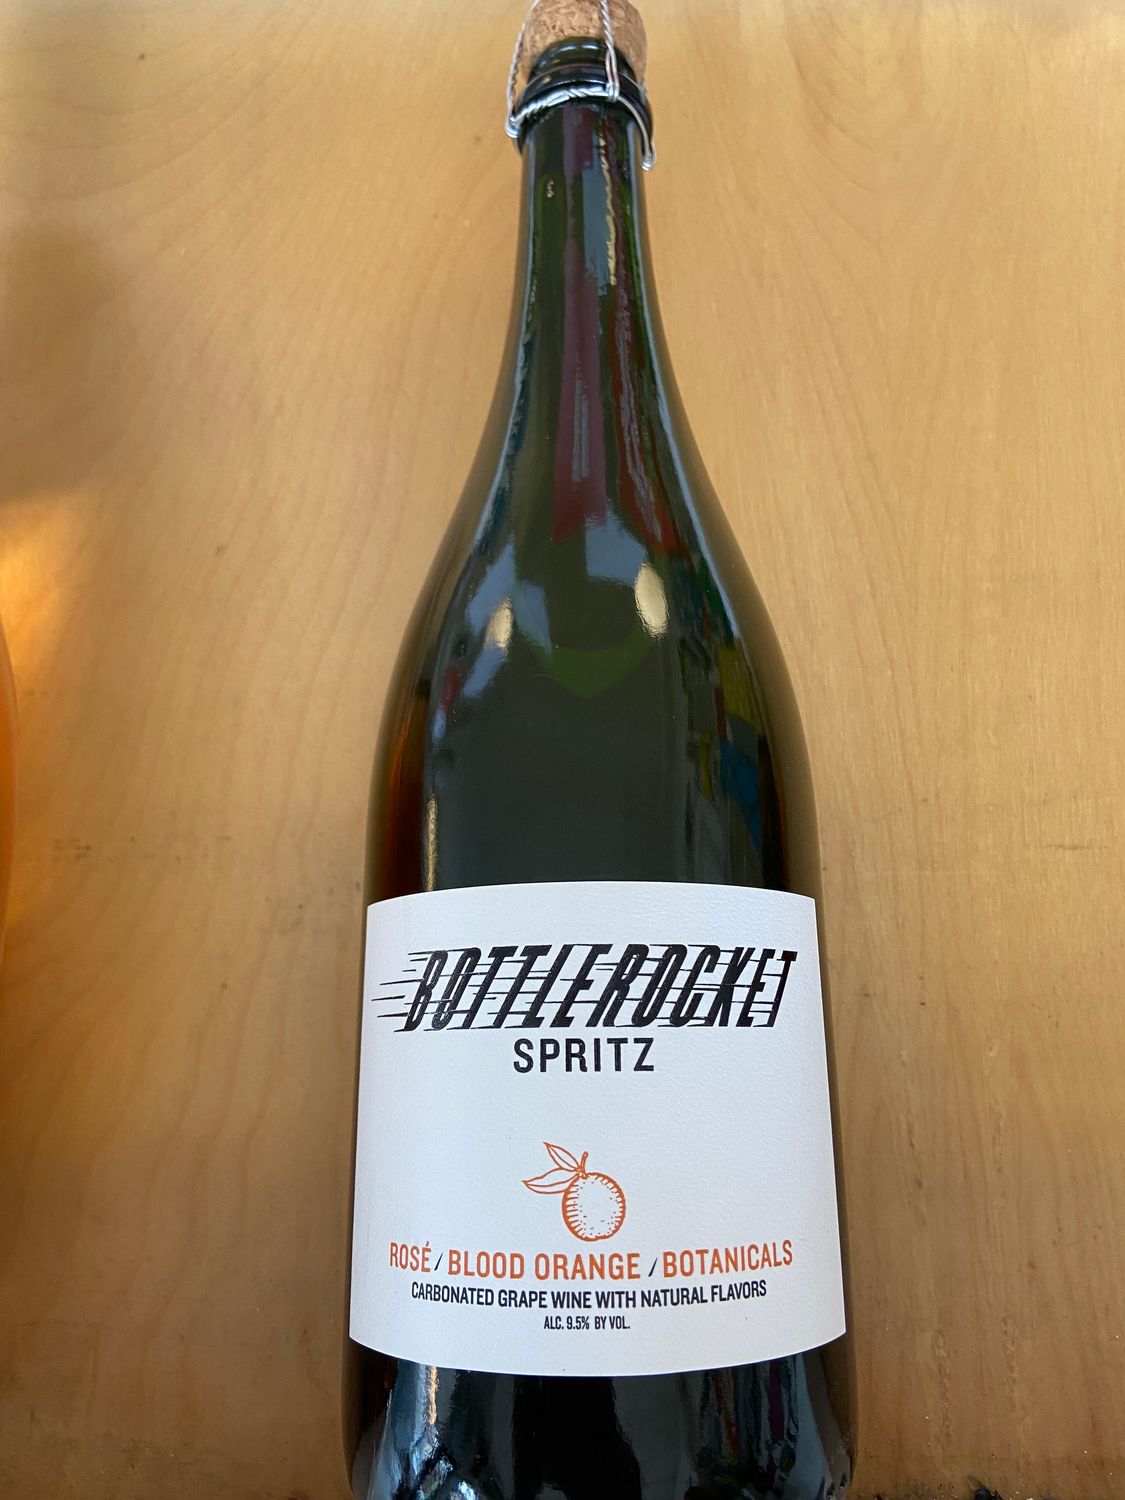 BOTTLEROCKET
SPRITZ
ROSÉ / BLOOD ORANGE / BOTANICALS
CARBONATED GRAPE WINE WITH NATURAL FLAVORS
ALC. 9.5% BY VOL.